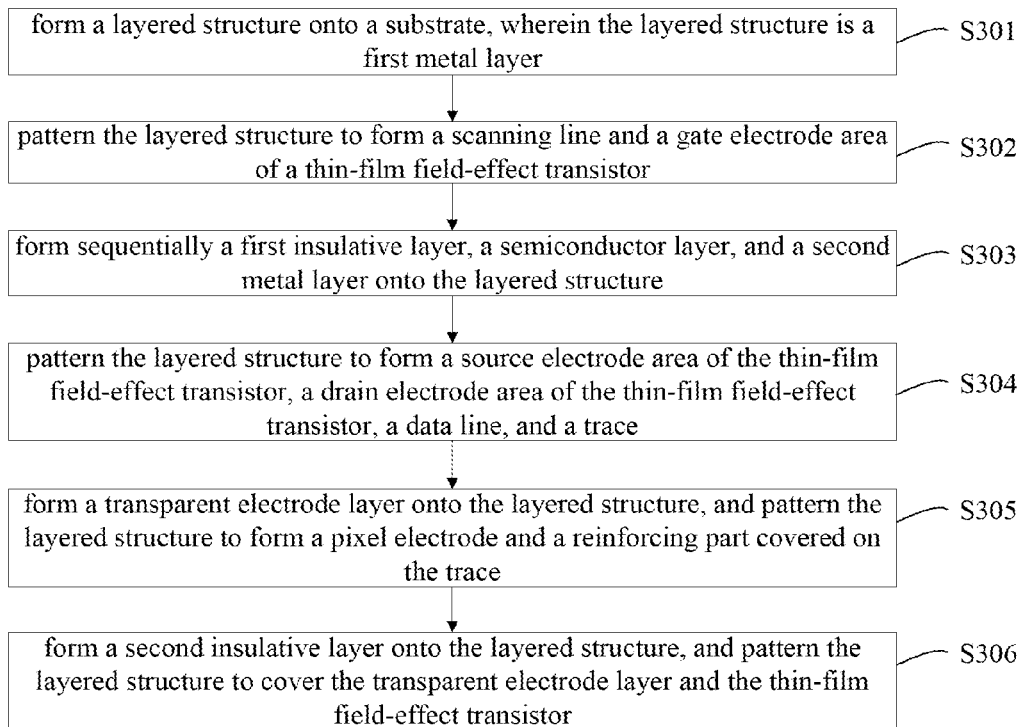 form a layered structure onto a substrate, wherein the layered structure is a
first metal layer
S301
pattern the layered structure to form a scanning line and a gate electrode area
of a thin-film field-effect transistor
S302
form sequentially a first insulative layer, a semiconductor layer, and a second
metal layer onto the layered structure
S303
pattern the layered structure to form a source electrode area of the thin-film
field-effect transistor, a drain electrode area of the thin-film field-effect
transistor, a data line, and a trace
S304
form a transparent electrode layer onto the layered structure, and pattern the
layered structure to form a pixel electrode and a reinforcing part covered on
the trace
S305
form a second insulative layer onto the layered structure, and pattern the
layered structure to cover the transparent electrode layer and the thin-film
field-effect transistor
S306